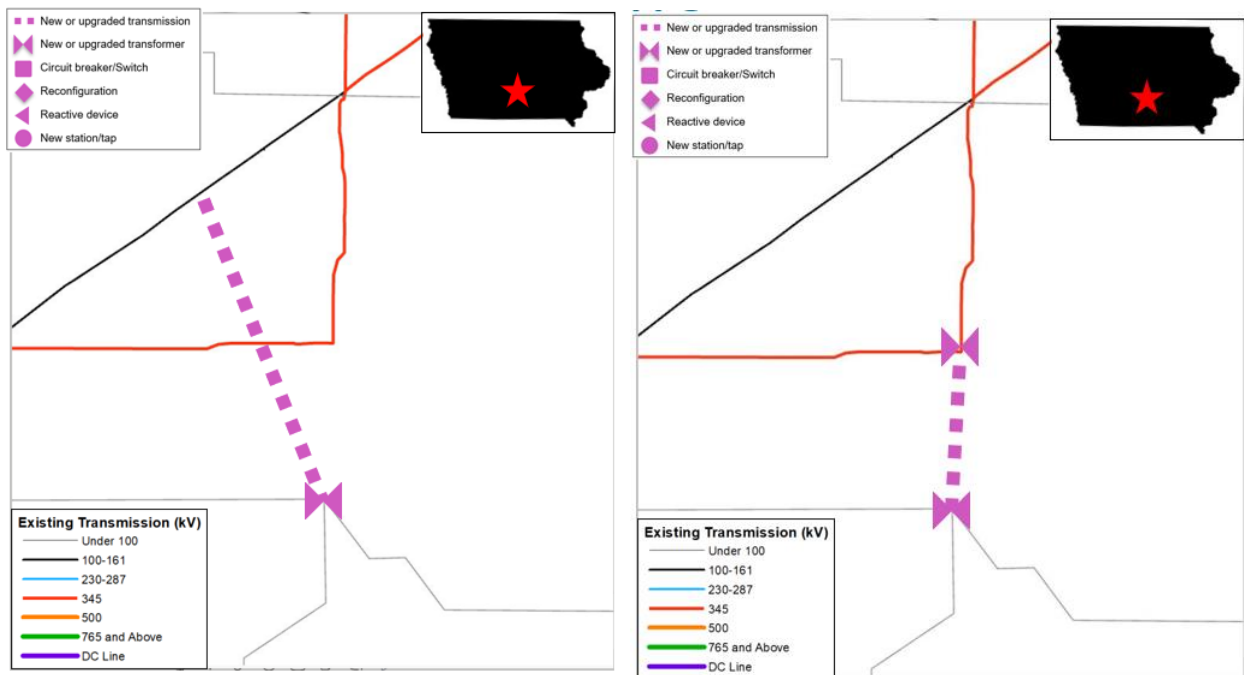 New or upgraded transmission
New or upgraded transformer
Circuit breaker/Switch
Reconfiguration
Reactive device
New station/tap
Existing Transmission (kV)
Under 100
100-161
230-287
345
500
765 and Above
DC Line
New or upgraded transmission
New or upgraded transformer
Circuit breaker/Switch
Reconfiguration
Reactive device
New station/tap
Existing Transmission (kV)
Under 100
100-161
230-287
345
500
765 and Above
DC Line